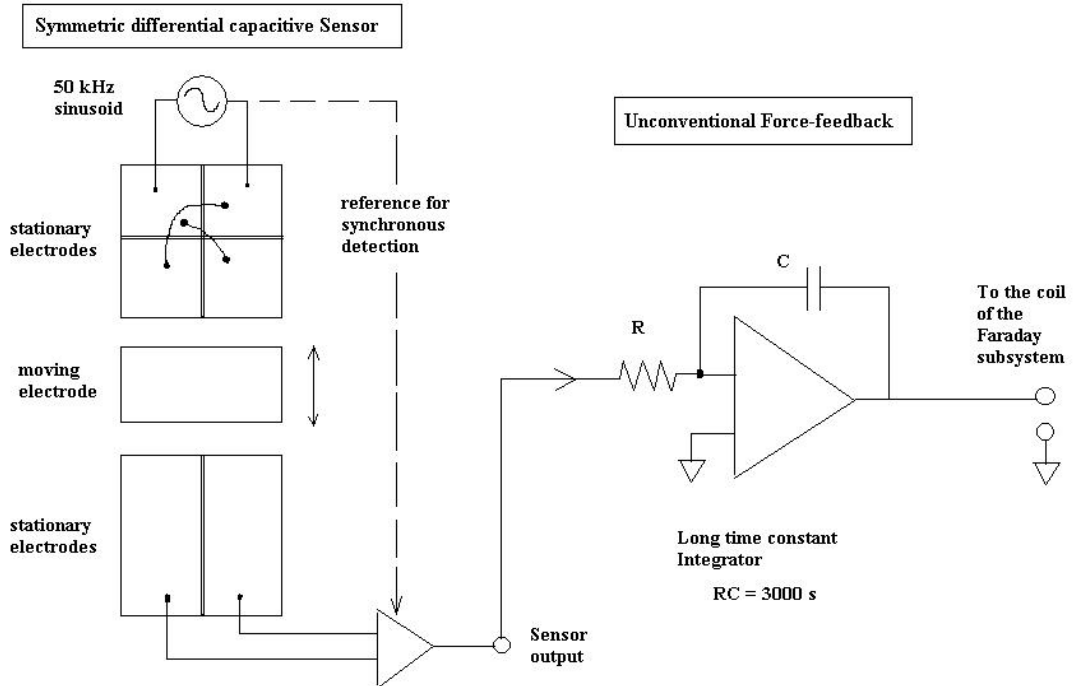 Symmetric differential capacitive Sensor
50 kHz
sinusoid
Unconventional Force-feedback
stationary
electrodes
reference for
synchronous
detection
C
R
To the coil
of the
Faraday
subsystem
moving
electrode
stationary
electrodes
Long time constant
Integrator
RC = 3000 s
Sensor
output